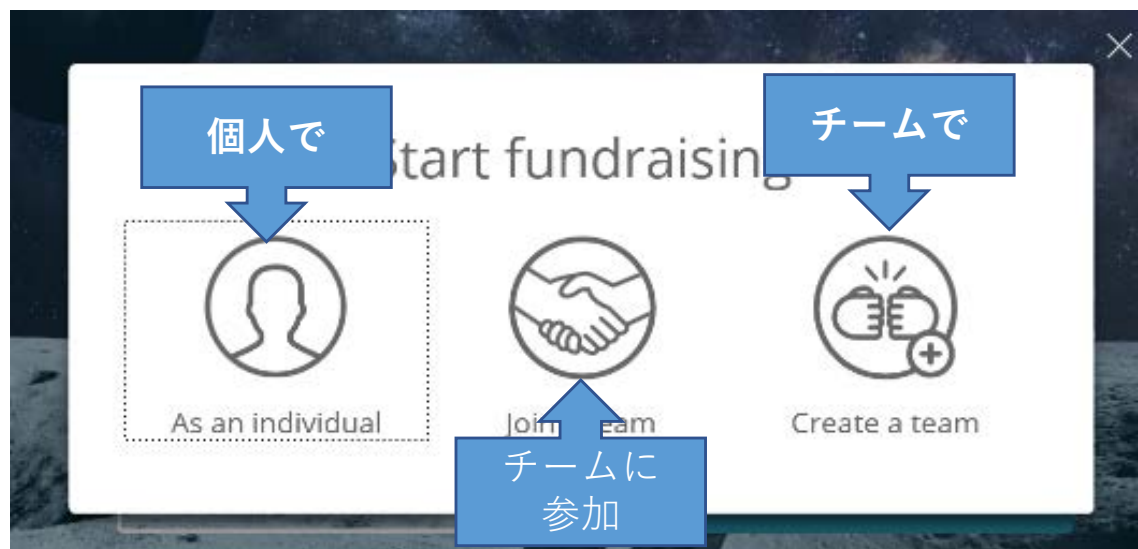 個人で
チームで
Start fundraising
As an individual
Join a team
Create a team
チームに
参加